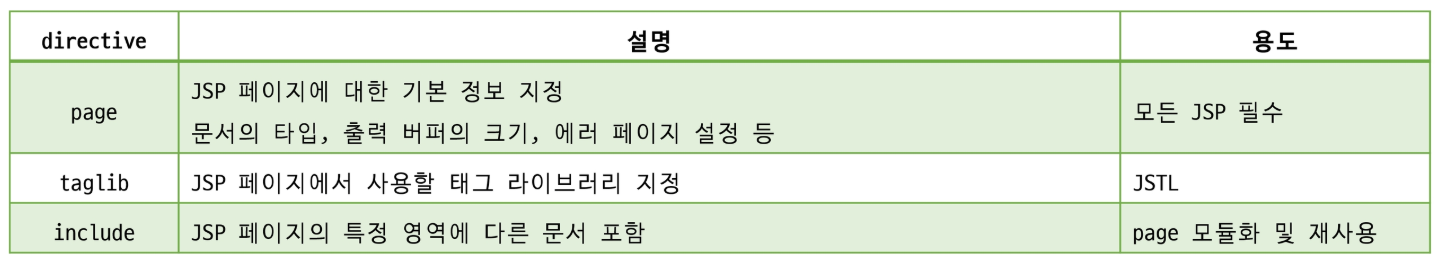 directive 설명 용도
page JSP 페이지에 대한 기본 정보 지정
문서의 타입, 출력 버퍼의 크기, 에러 페이지 설정 등 모든 JSP 필수
taglib JSP 페이지에서 사용할 태그 라이브러리 지정 JSTL
include JSP 페이지의 특정 영역에 다른 문서 포함 page 모듈화 및 재사용